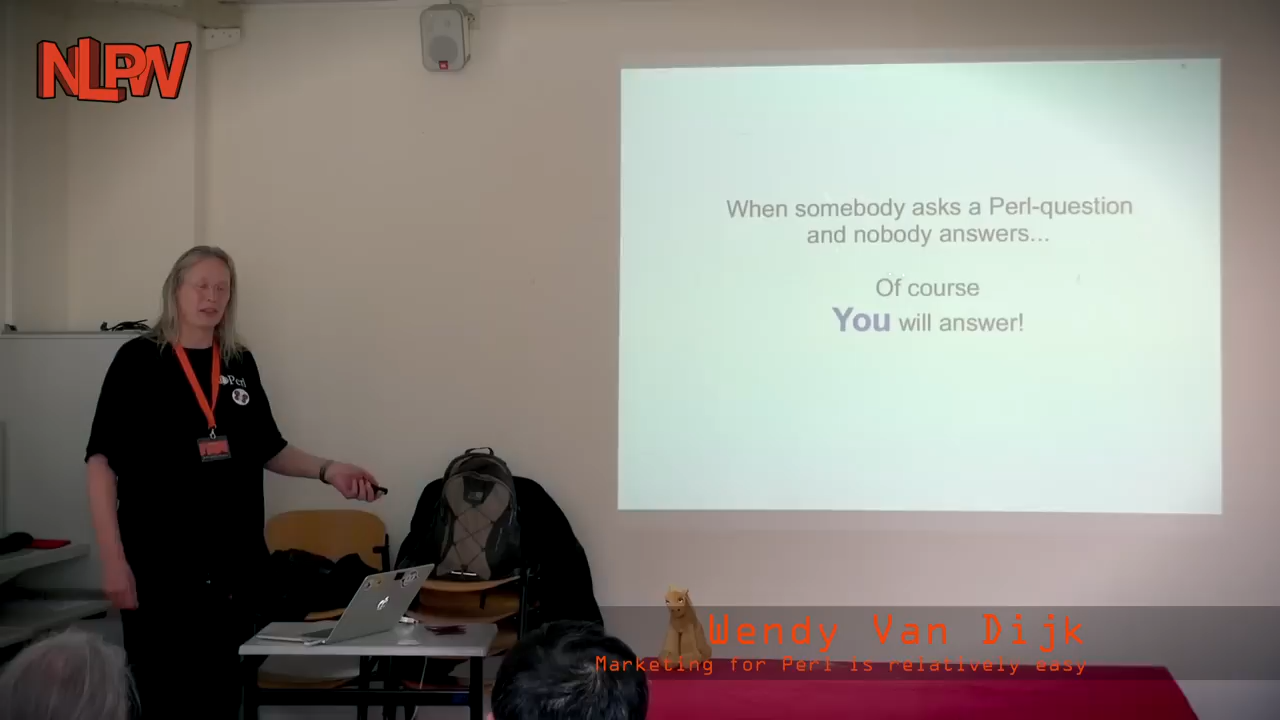 NLPW
When somebody asks a Perl-question
and nobody answers...
Of course
You will answer!
Perl
Wendy Van Dijk
Marketing for Perl is relatively easy